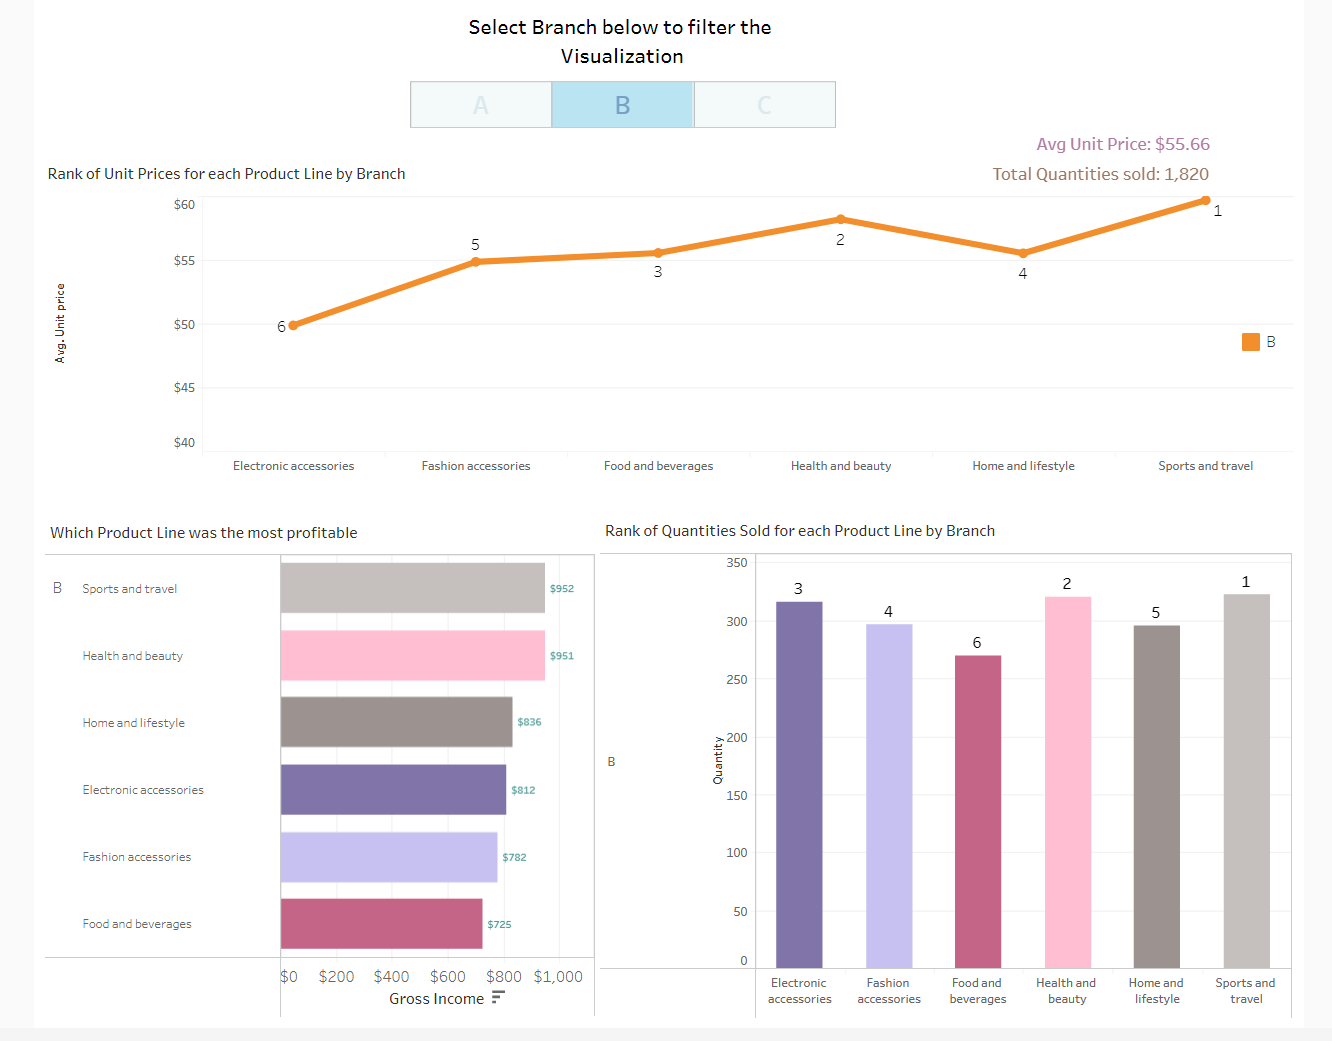 Select Branch below to filter the
Visualization
A B C
Avg Unit Price: $55.66
Rank of Unit Prices for each Product Line by Branch
Total Quantities sold: 1,820
Avg. Unit price
$60
$55
$50
$45
$40
6 5 3 2 4 1
B
Electronic accessories Fashion accessories Food and beverages Health and beauty Home and lifestyle Sports and travel
Which Product Line was the most profitable
B Sports and travel $952
Health and beauty $951
Home and lifestyle $836
Electronic accessories $812
Fashion accessories $782
Food and beverages $725
$0 $200 $400 $600 $800 $1,000
Gross Income
Rank of Quantities Sold for each Product Line by Branch
B
Quantity
350
300
250
200
150
100
50
0
3 4 6 2 5 1
Electronic accessories Fashion accessories Food and beverages Health and beauty Home and lifestyle Sports and travel